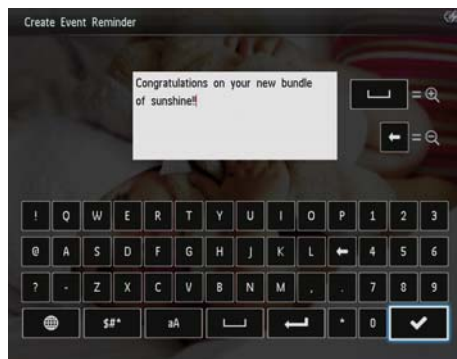 Create Event Reminder
Congratulations on your new bundle
of sunshine!!
=
=
! Q W E R T Y U I O P 1 2 3
@ A S D F G H J K L 4 5 6
? - Z X C V B N M , . 7 8 9
$#* aA * 0